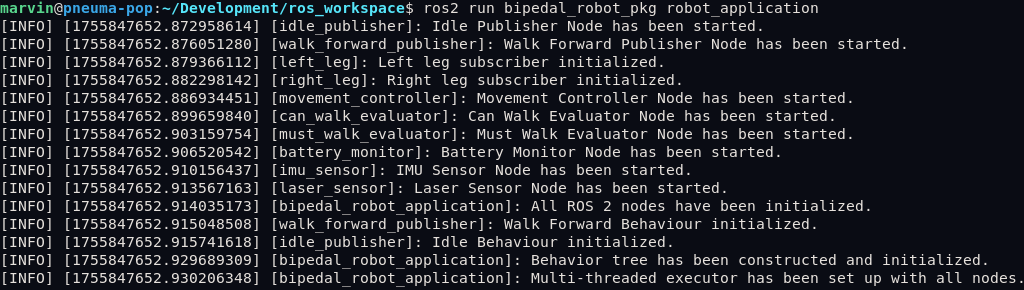 marvin@pneuma-pop:~/Development/ros_workspace$ ros2 run bipedal_robot_pkg robot_application
[INFO] [1755847652.872958614] [idle_publisher]: Idle Publisher Node has been started.
[INFO] [1755847652.876051280] [walk_forward_publisher]: Walk Forward Publisher Node has been started.
[INFO] [1755847652.879366112] [left_leg]: Left leg subscriber initialized.
[INFO] [1755847652.882298142] [right_leg]: Right leg subscriber initialized.
[INFO] [1755847652.886934451] [movement_controller]: Movement Controller Node has been started.
[INFO] [1755847652.899659840] [can_walk_evaluator]: Can Walk Evaluator Node has been started.
[INFO] [1755847652.903159754] [must_walk_evaluator]: Must Walk Evaluator Node has been started.
[INFO] [1755847652.906520542] [battery_monitor]: Battery Monitor Node has been started.
[INFO] [1755847652.910156437] [imu_sensor]: IMU Sensor Node has been started.
[INFO] [1755847652.913567163] [laser_sensor]: Laser Sensor Node has been started.
[INFO] [1755847652.914035173] [bipedal_robot_application]: All ROS 2 nodes have been initialized.
[INFO] [1755847652.915048508] [walk_forward_publisher]: Walk Forward Behaviour initialized.
[INFO] [1755847652.915741618] [idle_publisher]: Idle Behaviour initialized.
[INFO] [1755847652.929689309] [bipedal_robot_application]: Behavior tree has been constructed and initialized.
[INFO] [1755847652.930206348] [bipedal_robot_application]: Multi-threaded executor has been set up with all nodes.